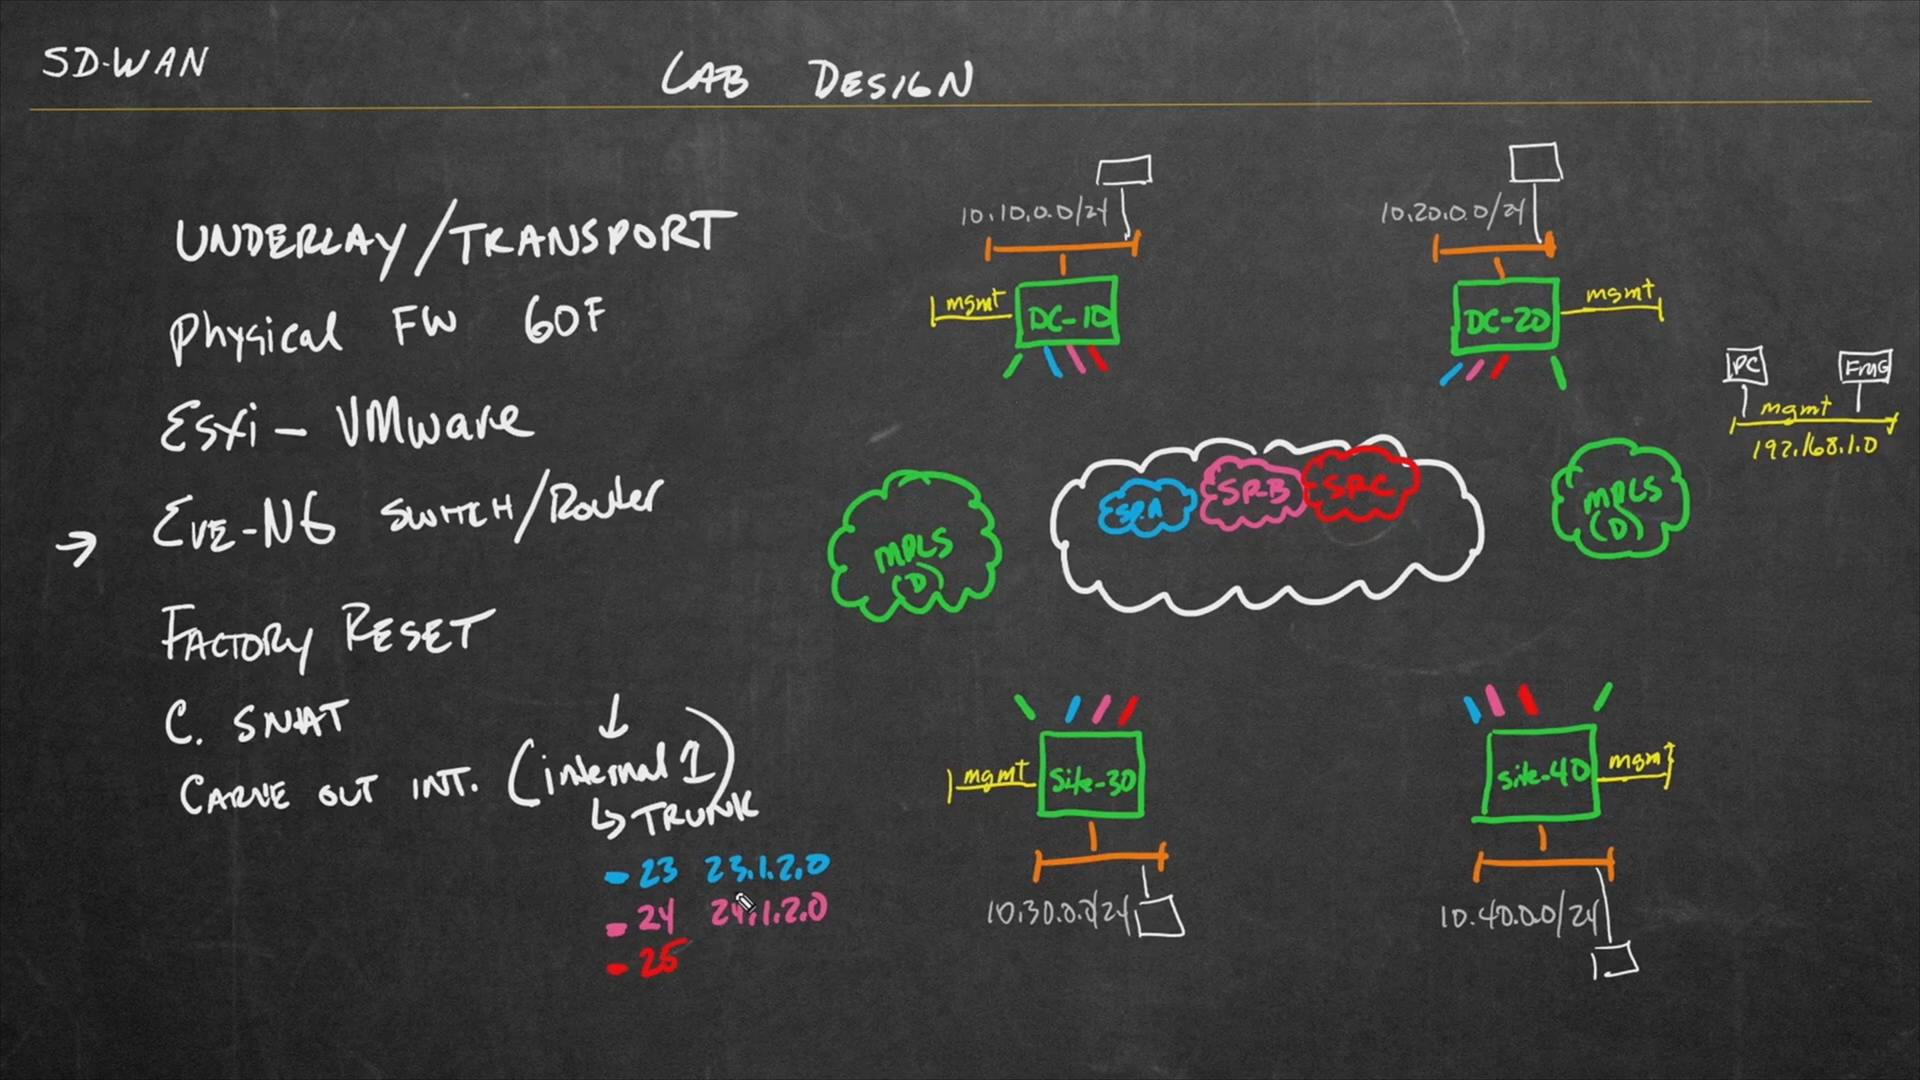 SD-WAN
LAB DESIGN
UNDERLAY/TRANSPORT
Physical FW 60F
Esxi - VMware
→ EVE-NG SWITCH/Router
FACTORY RESET
C. SNAT
CARVE OUT INT. (internal 1)
↳ TRUNK
- 23 23.1.2.0
- 24 24.1.2.0
- 25
10.10.0.0/24
mgmt
DC-10
10.20.0.0/24
DC-20
mgmt
PC
FMG
mgmt
192.168.1.0
MPLS
(D)
SPA
SPB
SPC
MPLS
(D)
mgmt
Site-30
10.30.0.0/24
Site-40
mgmt
10.40.0.0/24